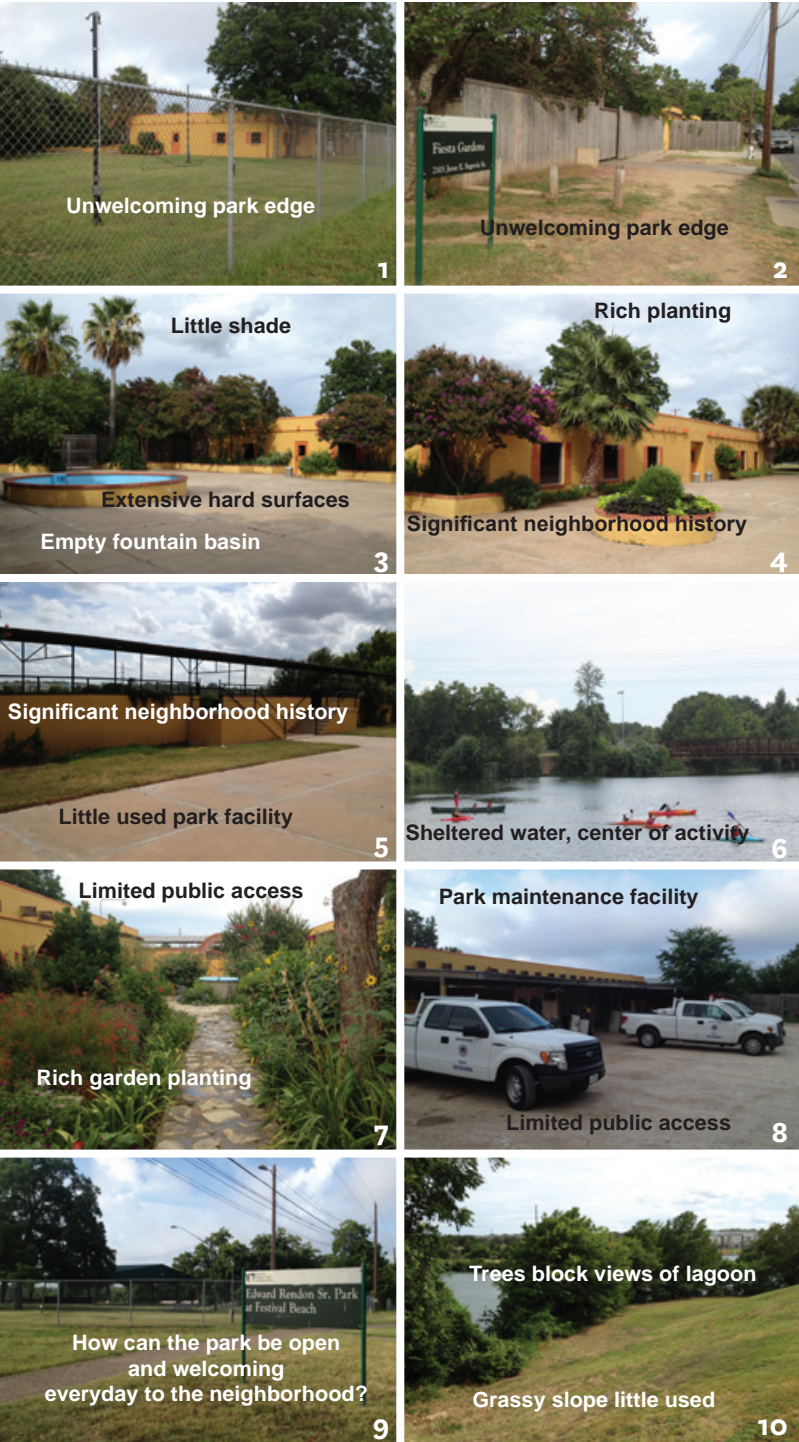 Unwelcoming park edge
1
Fiesta Gardens
2101 Jesse E. Segovia St.
Unwelcoming park edge
2
Little shade
Extensive hard surfaces
Empty fountain basin
3
Rich planting
Significant neighborhood history
4
Significant neighborhood history
Little used park facility
5
Sheltered water, center of activity
6
Limited public access
Rich garden planting
7
Park maintenance facility
Limited public access
8
Edward Rendon Sr. Park
at Festival Beach
How can the park be open
and welcoming
everyday to the neighborhood?
9
Trees block views of lagoon
Grassy slope little used
10